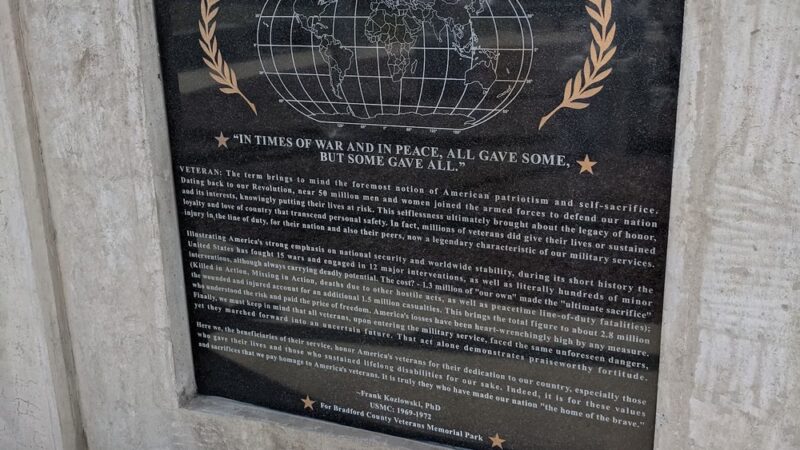 "IN TIMES OF WAR AND IN PEACE, ALL GAVE SOME,
BUT SOME GAVE ALL."
VETERAN: The term brings to mind the foremost notion of American patriotism and self-sacrifice.
Dating back to our Revolution, near 50 million men and women joined the armed forces to defend our nation
and its interests, knowingly putting their lives at risk. This selflessness ultimately brought about the legacy of honor,
loyalty and love of country that transcend personal safety. In fact, millions of veterans did give their lives or sustained
injury in the line of duty, for their nation and also their peers, now a legendary characteristic of our military services.
Illustrating America's strong emphasis on national security and worldwide stability, during its short history the
United States has fought 15 wars and engaged in 12 major interventions, as well as literally hundreds of minor
interventions, although always carrying deadly potential. The cost? - 1.3 million of "our own" made the "ultimate sacrifice"
(Killed in Action, Missing in Action, deaths due to other hostile acts, as well as peacetime line-of-duty fatalities);
the wounded and injured account for an additional 1.5 million casualties. This brings the total figure to about 2.8 million
who understood the risk and paid the price of freedom. America's losses have been heart-wrenchingly high by any measure.
Finally, we must keep in mind that all veterans, upon entering the military service, faced the same unforeseen dangers,
yet they marched forward into an uncertain future. That act alone demonstrates praiseworthy fortitude.
Here we, the beneficiaries of their service, honor America's veterans for their dedication to our country, especially those
who gave their lives and those who sustained lifelong disabilities for our sake. Indeed, it is for these values
and sacrifices that we pay homage to America's veterans. It is truly they who have made our nation "the home of the brave."
~Frank Kozlowski, PhD
USMC: 1969-1972
For Bradford County Veterans Memorial Park